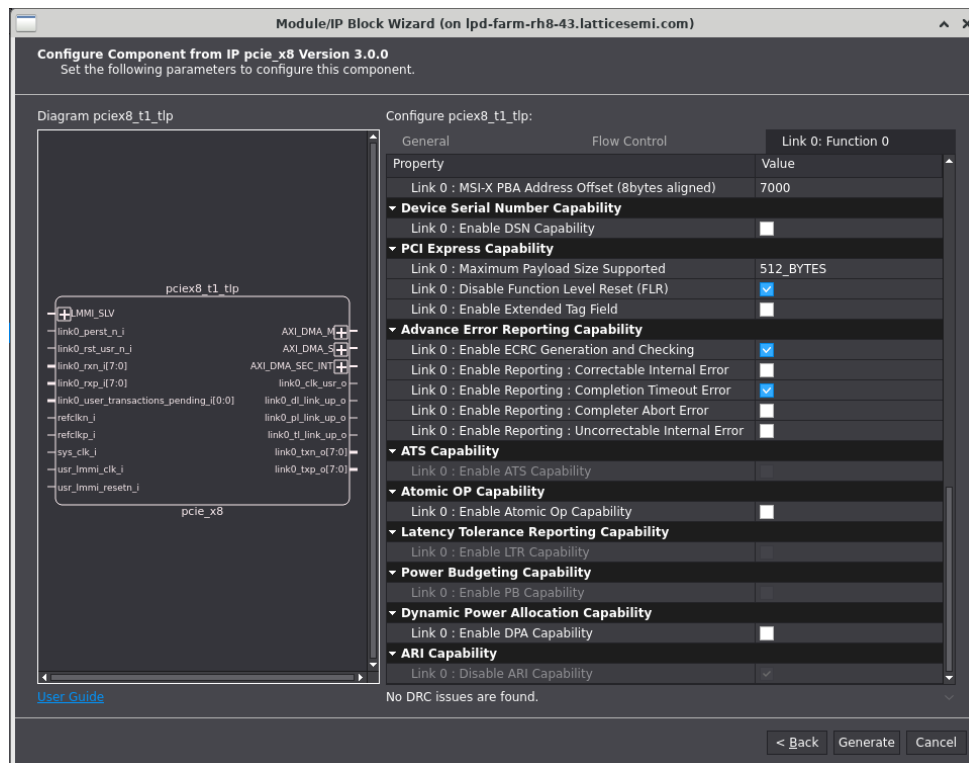 Module/IP Block Wizard (on lpd-farm-rh8-43.latticesemi.com)
Configure Component from IP pcie_x8 Version 3.0.0
Set the following parameters to configure this component.
Diagram pciex8_t1_tlp
Configure pciex8_t1_tlp:
General Flow Control Link 0: Function 0
Property Value
Link 0 : MSI-X PBA Address Offset (8bytes aligned) 7000
Device Serial Number Capability
Link 0 : Enable DSN Capability
PCI Express Capability
Link 0 : Maximum Payload Size Supported 512_BYTES
Link 0 : Disable Function Level Reset (FLR)
Link 0 : Enable Extended Tag Field
Advance Error Reporting Capability
Link 0 : Enable ECRC Generation and Checking
Link 0 : Enable Reporting : Correctable Internal Error
Link 0 : Enable Reporting : Completion Timeout Error
Link 0 : Enable Reporting : Completer Abort Error
Link 0 : Enable Reporting : Uncorrectable Internal Error
ATS Capability
Link 0 : Enable ATS Capability
Atomic OP Capability
Link 0 : Enable Atomic Op Capability
Latency Tolerance Reporting Capability
Link 0 : Enable LTR Capability
Power Budgeting Capability
Link 0 : Enable PB Capability
Dynamic Power Allocation Capability
Link 0 : Enable DPA Capability
ARI Capability
Link 0 : Disable ARI Capability
pciex8_t1_tlp
LMMI_SLV
link0_perst_n_i AXI_DMA_M
link0_rst_usr_n_i AXI_DMA_S
link0_rxn_i[7:0] AXI_DMA_SEC_INT
link0_rxp_i[7:0] link0_clk_usr_o
link0_user_transactions_pending_i[0:0] link0_dl_link_up_o
refclkn_i link0_pl_link_up_o
refclkp_i link0_tl_link_up_o
sys_clk_i link0_txn_o[7:0]
usr_lmmi_clk_i link0_txp_o[7:0]
usr_lmmi_resetn_i
pcie_x8
User Guide
No DRC issues are found.
< Back Generate Cancel